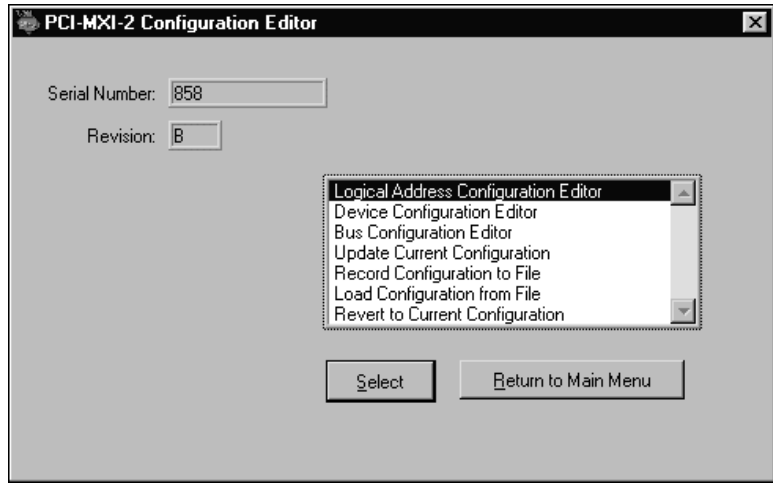 PCI-MXI-2 Configuration Editor
Serial Number: 858
Revision: B
Logical Address Configuration Editor
Device Configuration Editor
Bus Configuration Editor
Update Current Configuration
Record Configuration to File
Load Configuration from File
Revert to Current Configuration
Select Return to Main Menu